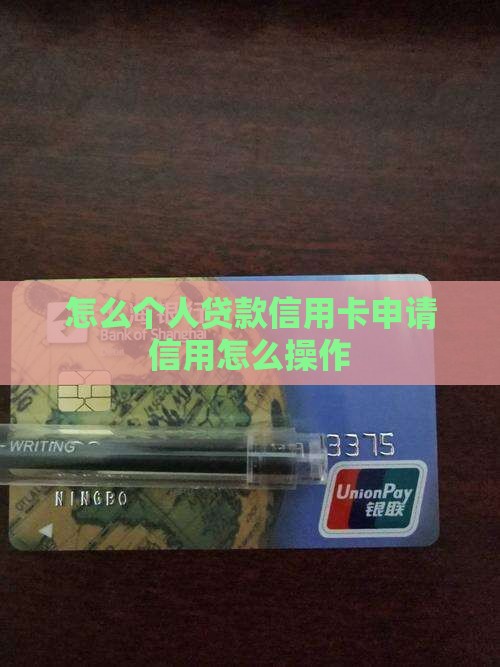 怎么个人贷款信用卡申请
信用怎么操作
Bank of Shanghai
WRITING
3375
NINGBO
UnionPay
银联